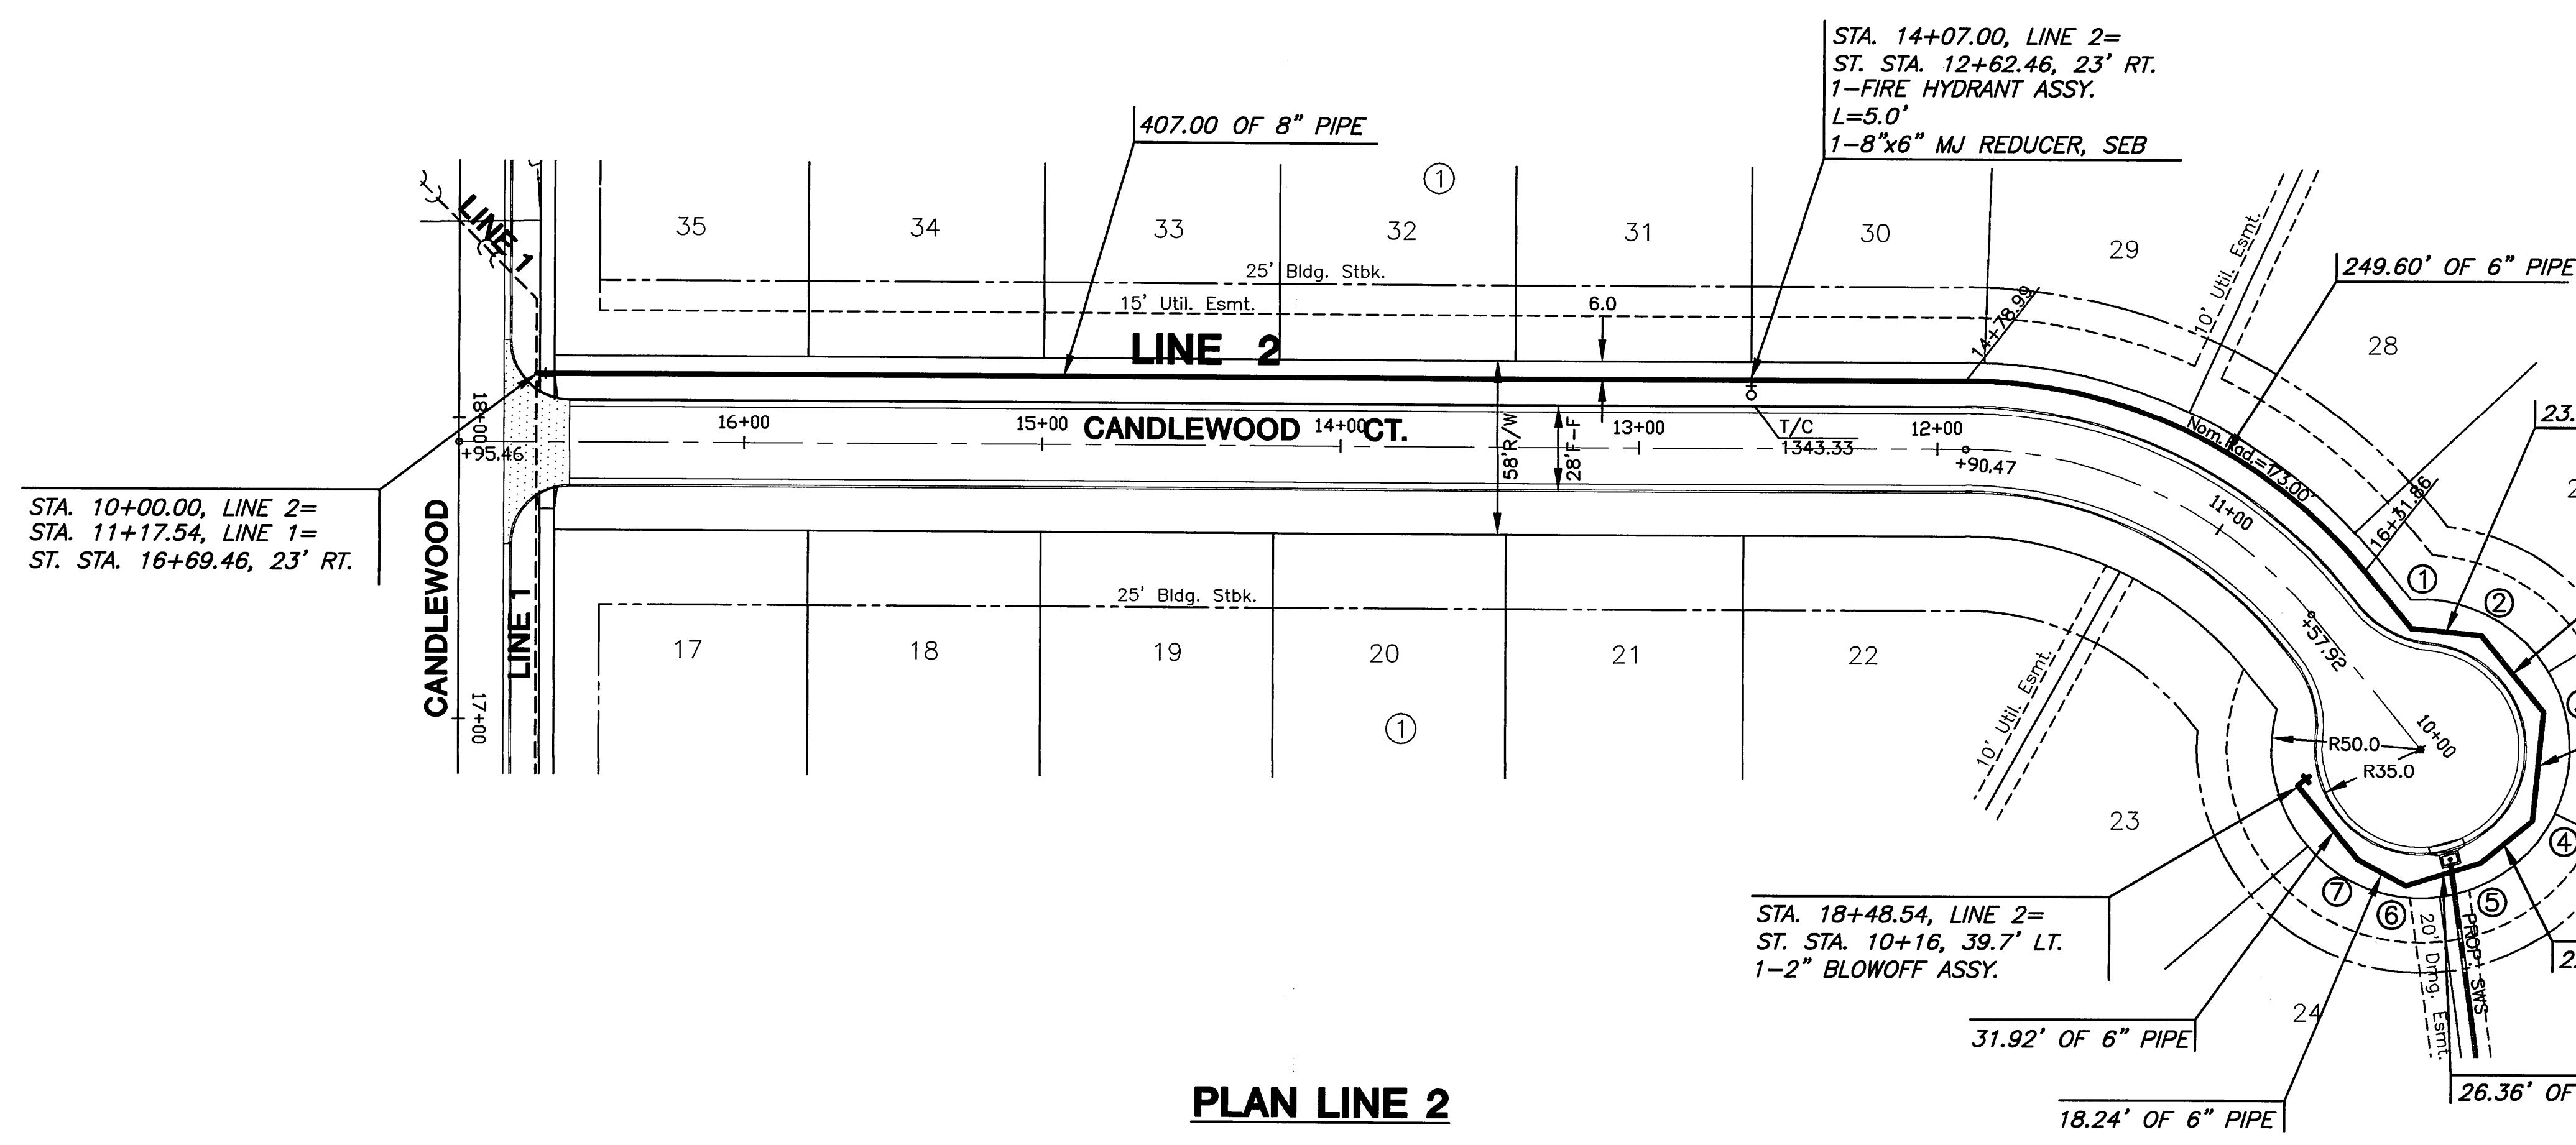 STA. 14+07.00, LINE 2=
ST. STA. 12+62.46, 23' RT.
1-FIRE HYDRANT ASSY.
L=5.0'
1-8"x6" MJ REDUCER, SEB
407.00 OF 8" PIPE
LINE 1
35
34
33
32
31
30
29
28
1
25' Bldg. Stbk.
15' Util. Esmt.
6.0
10' Util. Esmt.
249.60' OF 6" PIPE
14+78.99
LINE 2
Nom. Rad.=173.00'
16+31.86
23.
18+00
+95.46
16+00
15+00
CANDLEWOOD CT.
14+00
13+00
12+00
T/C
1343.33
+90.47
11+00
58'R/W
28'F-F
STA. 10+00.00, LINE 2=
STA. 11+17.54, LINE 1=
ST. STA. 16+69.46, 23' RT.
CANDLEWOOD
LINE 1
17+00
25' Bldg. Stbk.
17
18
19
20
21
22
1
10' Util. Esmt.
23
24
+57.92
10+00
R50.0
R35.0
1
2
4
5
6
7
STA. 18+48.54, LINE 2=
ST. STA. 10+16, 39.7' LT.
1-2" BLOWOFF ASSY.
31.92' OF 6" PIPE
18.24' OF 6" PIPE
26.36' OF
20' Drng. Esmt.
PROP. SWS
PLAN LINE 2